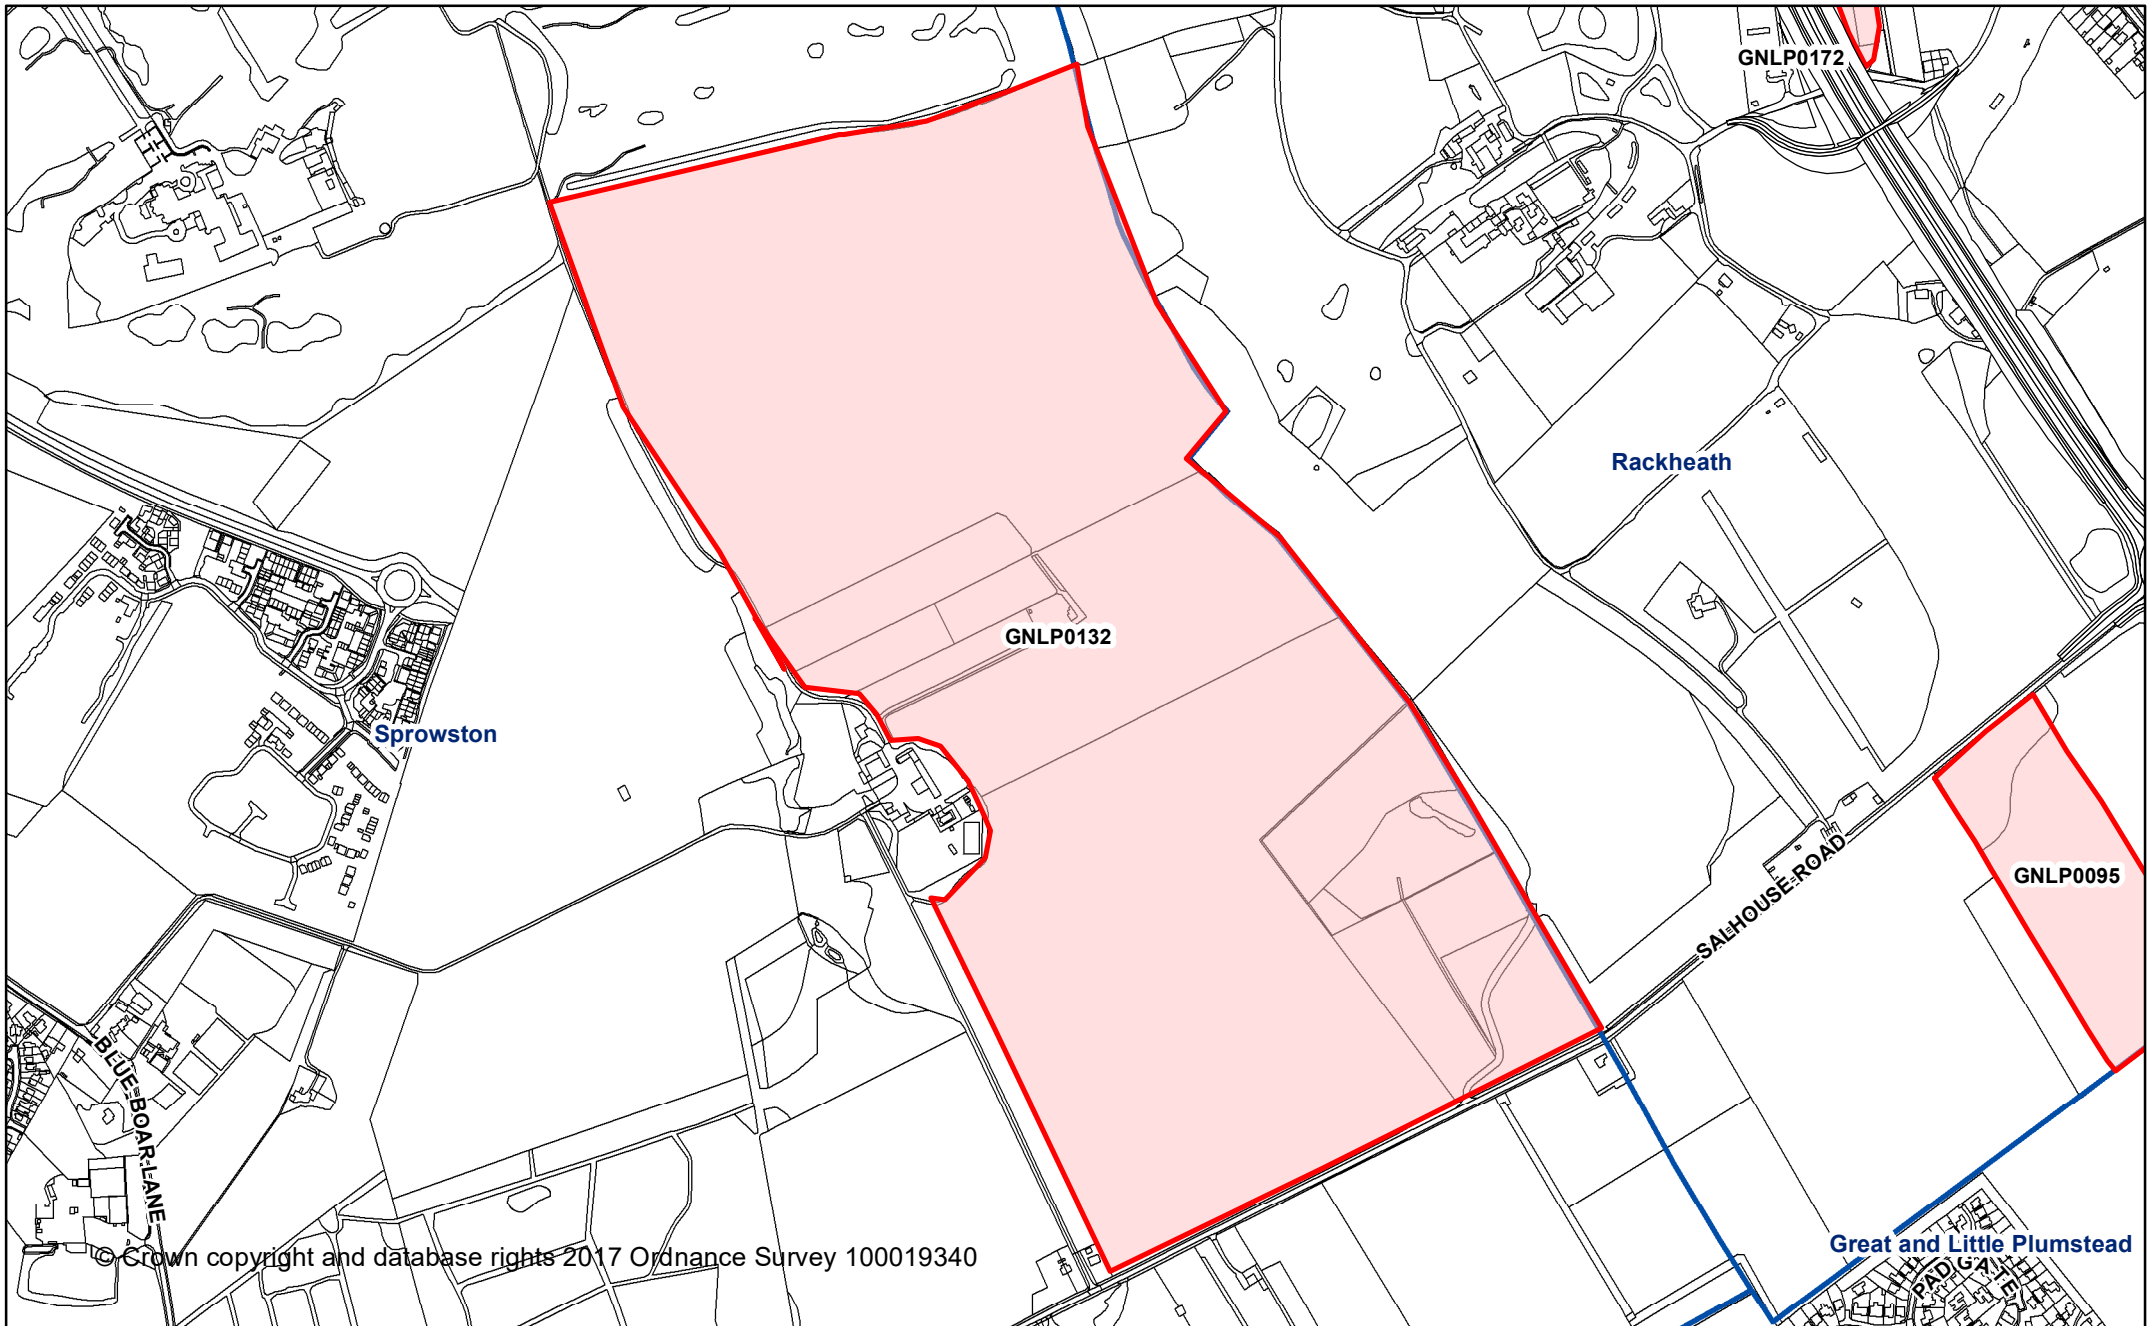 GNLP0172
Rackheath
GNLP0132
Sprowston
SALHOUSE ROAD
GNLP0095
BLUE BOAR LANE
Great and Little Plumstead
© Crown copyright and database rights 2017 Ordnance Survey 100019340
PADGATE